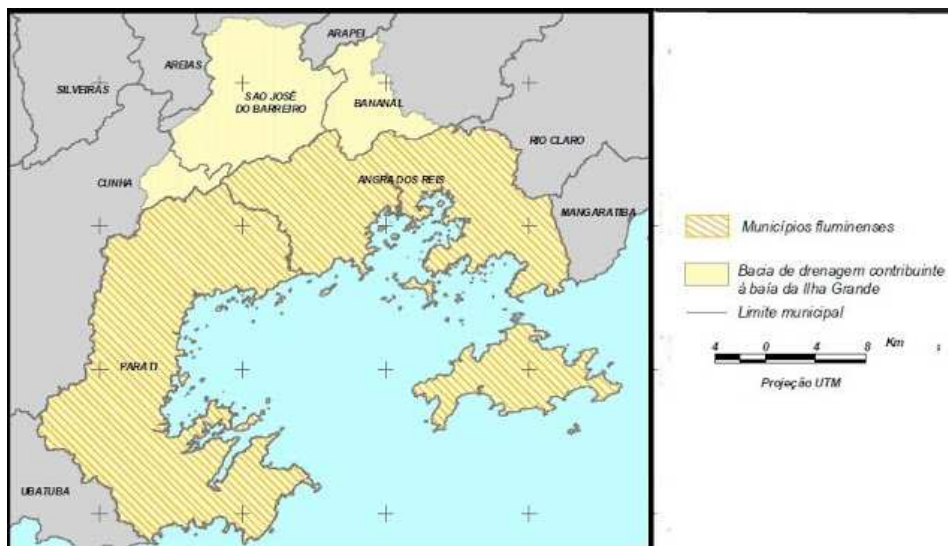 ARAPEI
AREIAS
SILVEIRAS
SAO JOSÉ
DO BARREIRO
BANANAL
RIO CLARO
CUNHA
ANGRA DOS REIS
MANGARATIBA
PARATI
UBATUBA
Municípios fluminenses
Bacia de drenagem contribuinte
à baía da Ilha Grande
Limite municipal
4 0 4 8 Km
Projeção UTM